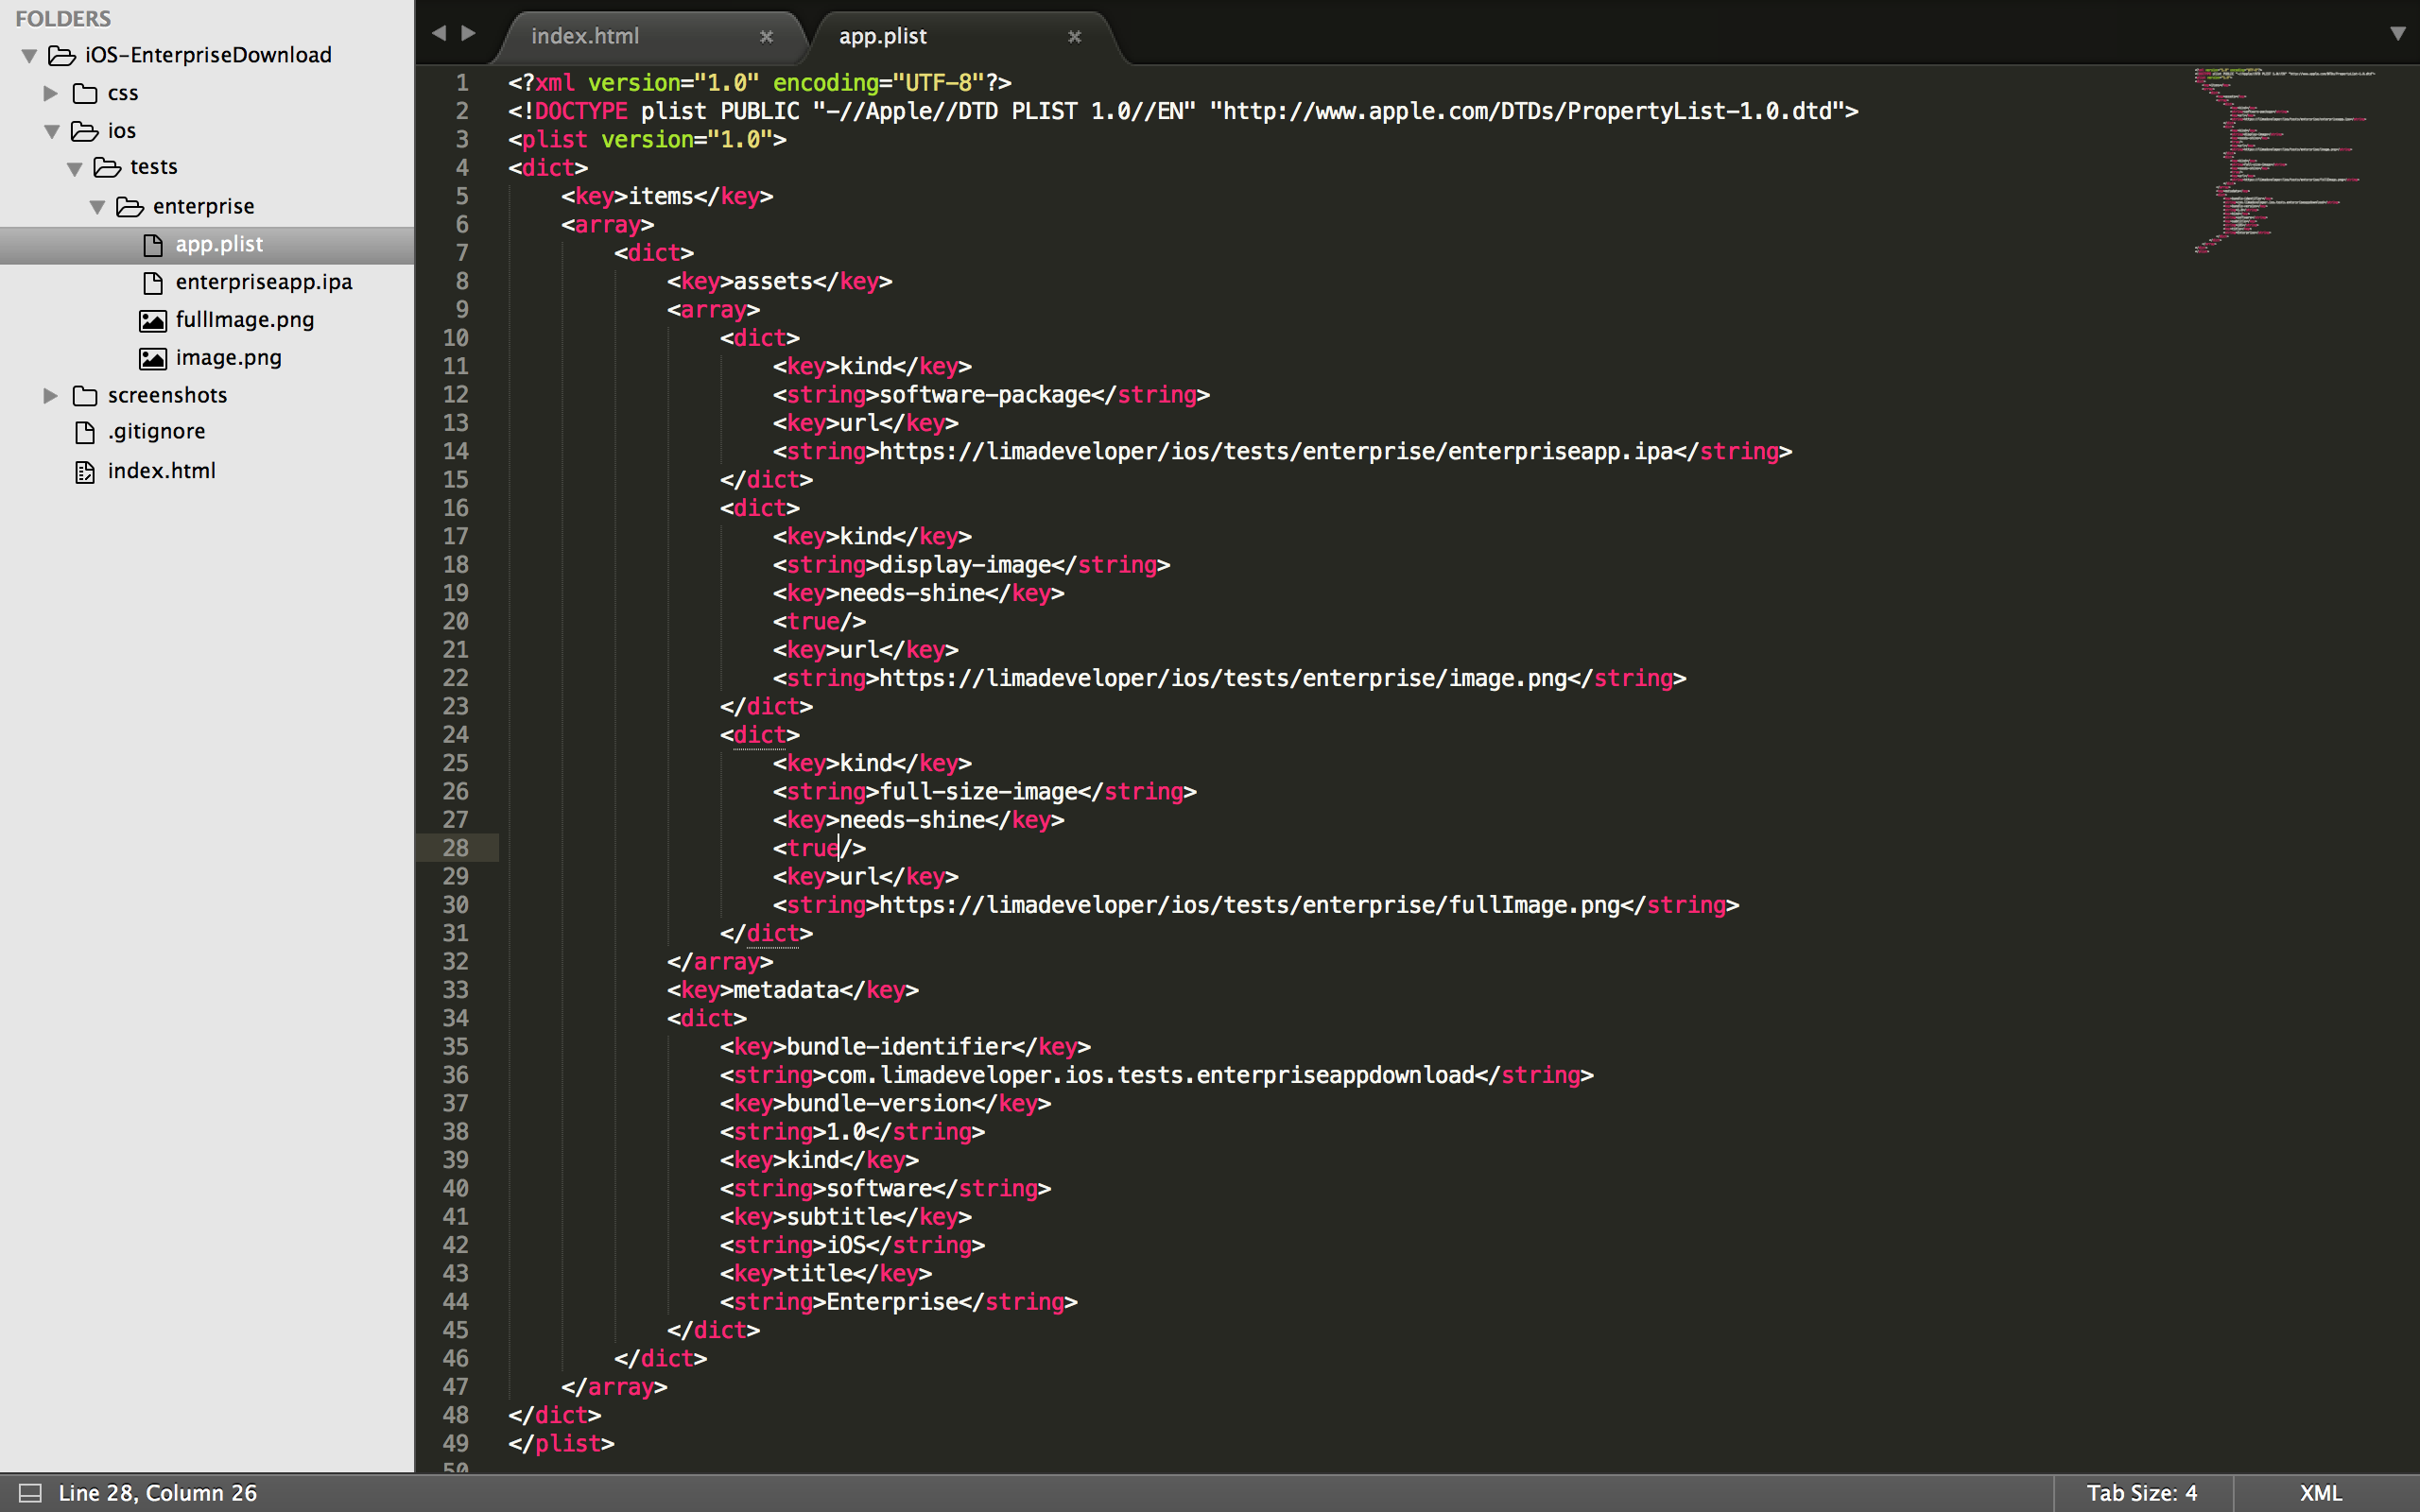 FOLDERS
iOS-EnterpriseDownload
css
ios
tests
enterprise
app.plist
enterpriseapp.ipa
fullImage.png
image.png
screenshots
.gitignore
index.html
index.html
app.plist
1 <?xml version="1.0" encoding="UTF-8"?>
2 <!DOCTYPE plist PUBLIC "-//Apple//DTD PLIST 1.0//EN" "http://www.apple.com/DTDs/PropertyList-1.0.dtd">
3 <plist version="1.0">
4 <dict>
5 <key>items</key>
6 <array>
7 <dict>
8 <key>assets</key>
9 <array>
10 <dict>
11 <key>kind</key>
12 <string>software-package</string>
13 <key>url</key>
14 <string>https://limadeveloper/ios/tests/enterprise/enterpriseapp.ipa</string>
15 </dict>
16 <dict>
17 <key>kind</key>
18 <string>display-image</string>
19 <key>needs-shine</key>
20 <true/>
21 <key>url</key>
22 <string>https://limadeveloper/ios/tests/enterprise/image.png</string>
23 </dict>
24 <dict>
25 <key>kind</key>
26 <string>full-size-image</string>
27 <key>needs-shine</key>
28 <true/>
29 <key>url</key>
30 <string>https://limadeveloper/ios/tests/enterprise/fullImage.png</string>
31 </dict>
32 </array>
33 <key>metadata</key>
34 <dict>
35 <key>bundle-identifier</key>
36 <string>com.limadeveloper.ios.tests.enterpriseappdownload</string>
37 <key>bundle-version</key>
38 <string>1.0</string>
39 <key>kind</key>
40 <string>software</string>
41 <key>subtitle</key>
42 <string>iOS</string>
43 <key>title</key>
44 <string>Enterprise</string>
45 </dict>
46 </dict>
47 </array>
48 </dict>
49 </plist>
50
Line 28, Column 26
Tab Size: 4
XML